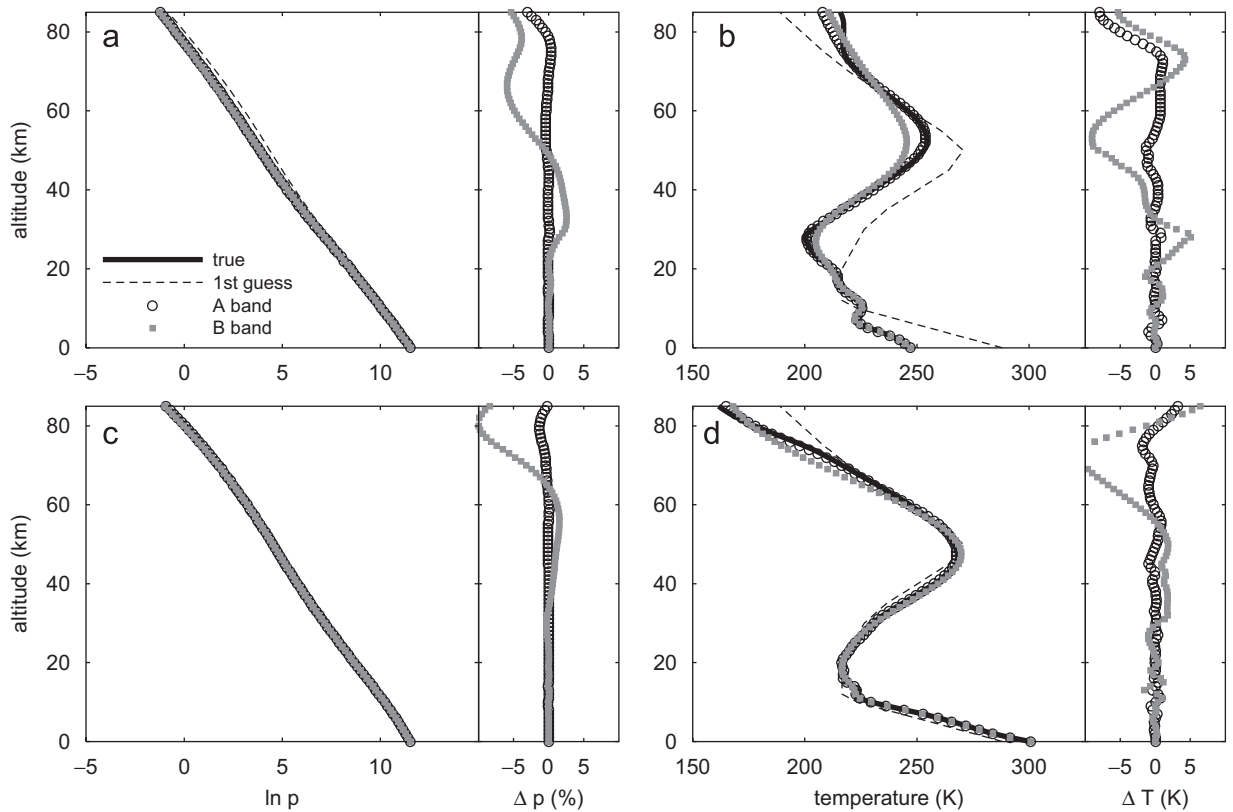 a
b
80
60
40
20
0
altitude (km)
true
1st guess
A band
B band
−5 0 5 10
−5 0 5
150 200 250 300
−5 0 5
c
d
80
60
40
20
0
altitude (km)
−5 0 5 10
−5 0 5
150 200 250 300
−5 0 5
ln p
Δ p (%)
temperature (K)
Δ T (K)